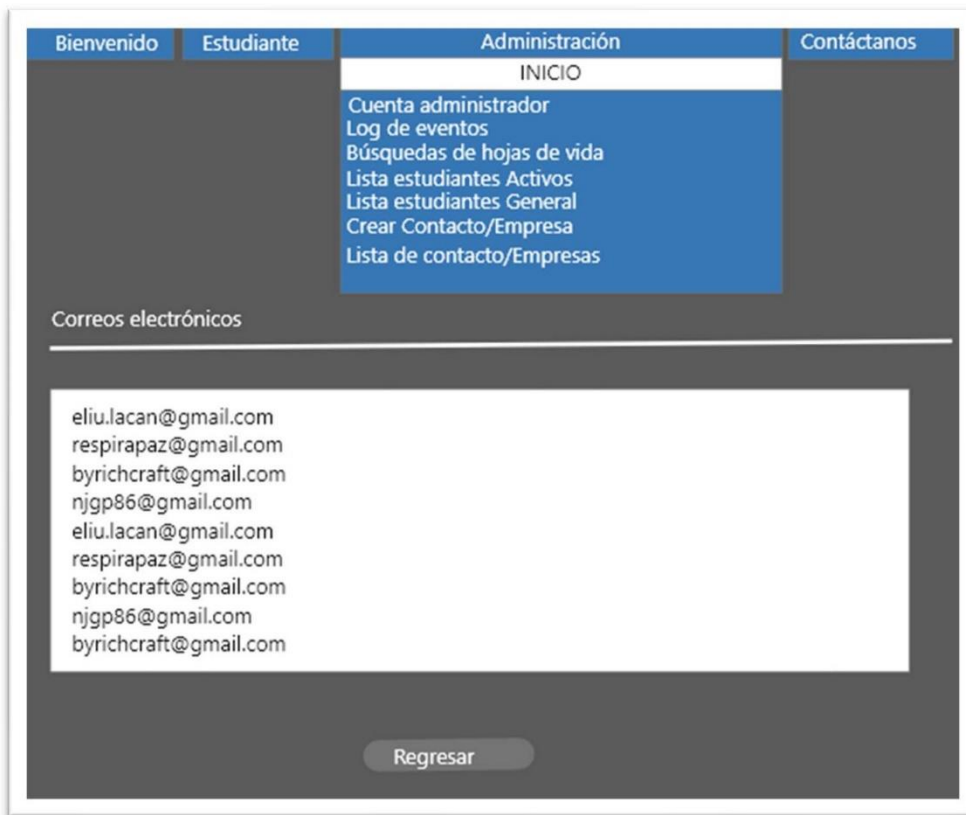 Bienvenido Estudiante Administración Contáctanos
INICIO
Cuenta administrador
Log de eventos
Búsquedas de hojas de vida
Lista estudiantes Activos
Lista estudiantes General
Crear Contacto/Empresa
Lista de contacto/Empresas
Correos electrónicos
eliu.lacan@gmail.com
respirapaz@gmail.com
byrichcraft@gmail.com
njgp86@gmail.com
eliu.lacan@gmail.com
respirapaz@gmail.com
byrichcraft@gmail.com
njgp86@gmail.com
byrichcraft@gmail.com
Regresar